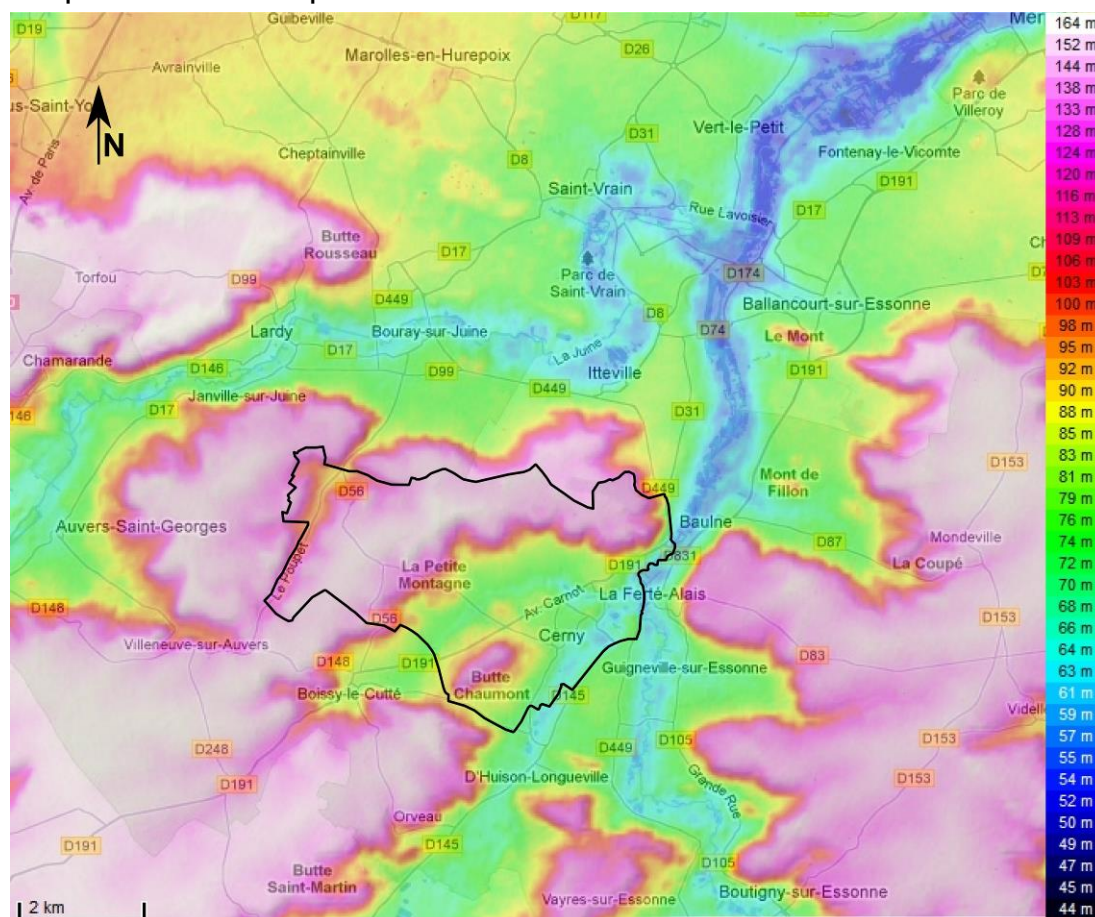 Mer
D19
Guibeville
D117
D26
Marolles-en-Hurepoix
Avrainville
us-Saint-Yo
Parc de
Villeroy
N
Av. de Paris
D31
Vert-le-Petit
Cheptainville
D8
Fontenay-le-Vicomte
D191
Saint-Vrain
Rue Lavoisier
D17
Butte
Rousseau
D17
Torfou
D99
Parc de
Saint-Vrain
D174
D449
D8
Ballancourt-sur-Essonne
Lardy
Bouray-sur-Juine
D74
Le Mont
Chamarande
D17
La Juine
D146
D99
Itteville
D191
D449
Janville-sur-Juine
146
D17
D31
D153
Mont de
Fillon
D56
D449
Auvers-Saint-Georges
Baulne
Mondeville
D87
La Petite
Montagne
D191
D831
La Coupé
Le Poupet
La Ferté-Alais
D148
Av-Carnot
D56
D153
Villeneuve-sur-Auvers
Cerny
D148
D191
D83
Butte
Chaumont
Guigneville-sur-Essonne
Boissy-le-Cutté
D145
Videlle
D248
D449
D105
D153
D191
D'Huison-Longueville
Grande Rue
D153
Orveau
D191
D145
Butte
Saint-Martin
D105
Boutigny-sur-Essonne
Vayres-sur-Essonne
2 km
164 m
152 m
144 m
138 m
133 m
128 m
124 m
120 m
116 m
113 m
109 m
106 m
103 m
100 m
98 m
95 m
92 m
90 m
88 m
85 m
83 m
81 m
79 m
76 m
74 m
72 m
70 m
68 m
66 m
64 m
63 m
61 m
59 m
57 m
55 m
54 m
52 m
50 m
49 m
47 m
45 m
44 m